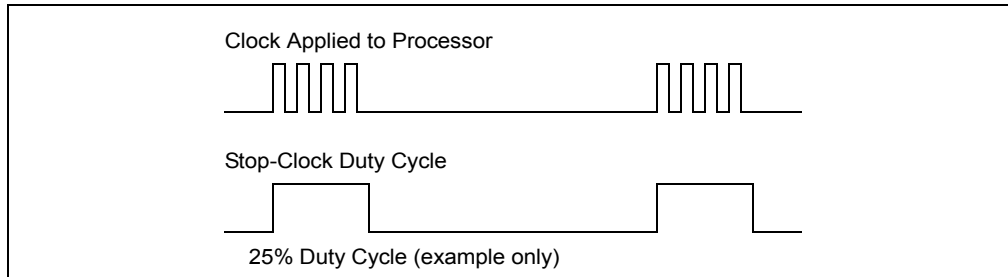 Clock Applied to Processor
Stop-Clock Duty Cycle
25% Duty Cycle (example only)